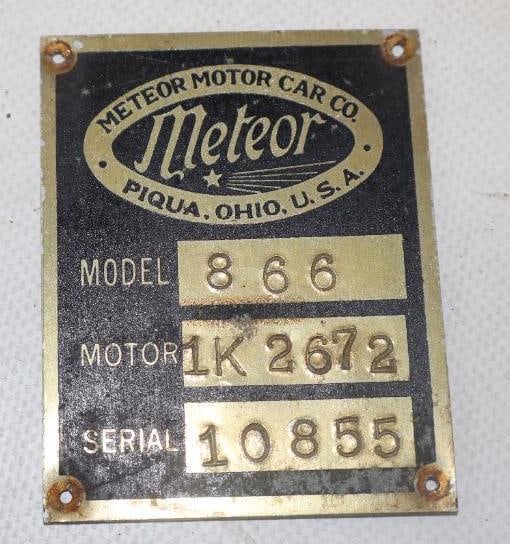 METEOR MOTOR CAR CO.
Meteor
PIQUA, OHIO, U.S.A.
MODEL 866
MOTOR 1K 2672
SERIAL 10855